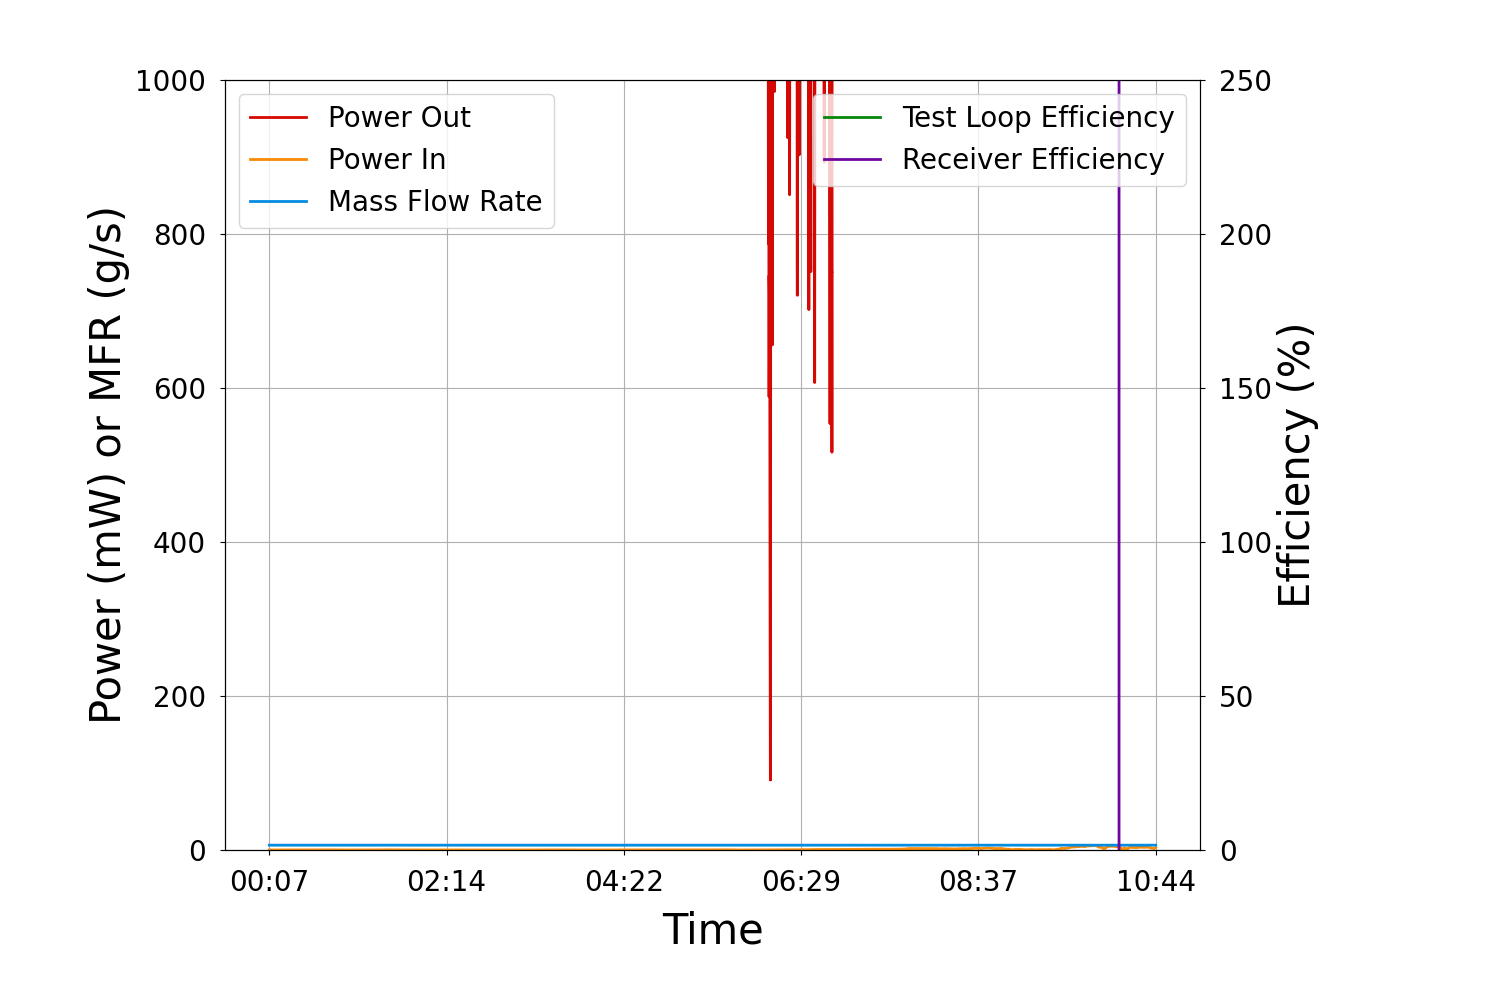 1000
800
600
400
200
0
Power (mW) or MFR (g/s)
Power Out
Power In
Mass Flow Rate
Test Loop Efficiency
Receiver Efficiency
250
200
150
100
50
0
Efficiency (%)
00:07 02:14 04:22 06:29 08:37 10:44
Time